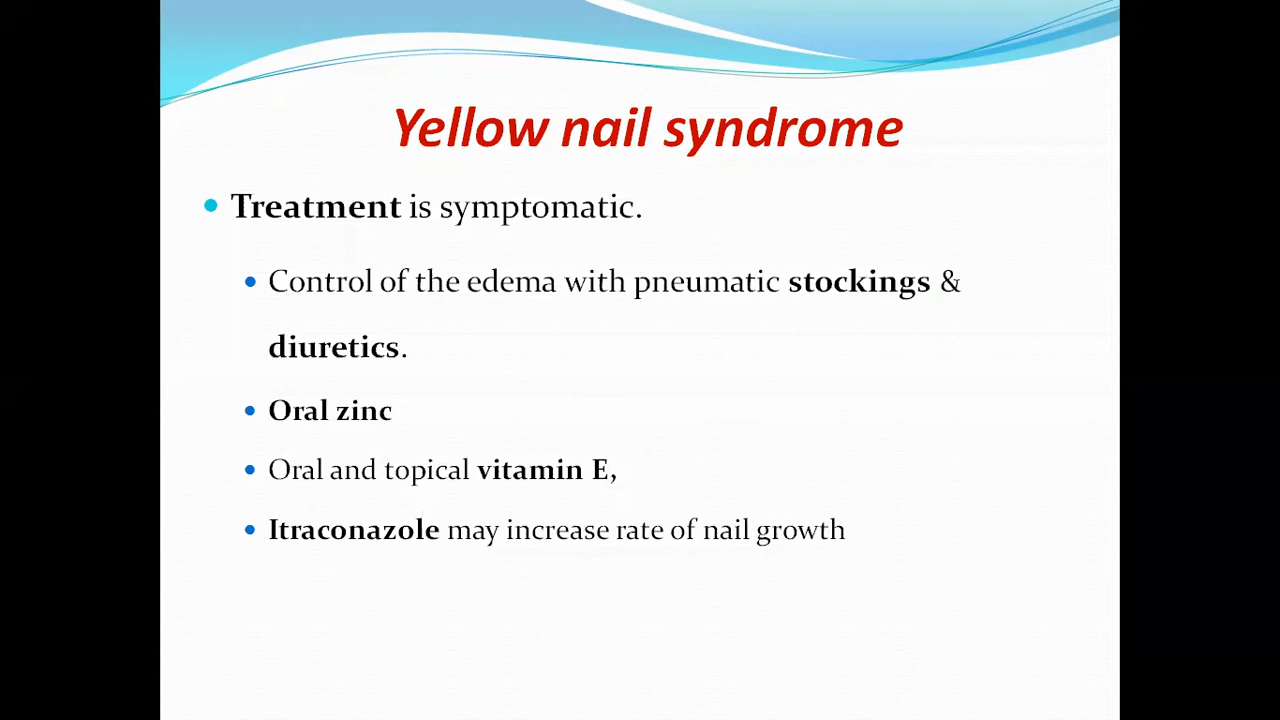 Yellow nail syndrome
• Treatment is symptomatic.
• Control of the edema with pneumatic stockings &
diuretics.
• Oral zinc
• Oral and topical vitamin E,
• Itraconazole may increase rate of nail growth